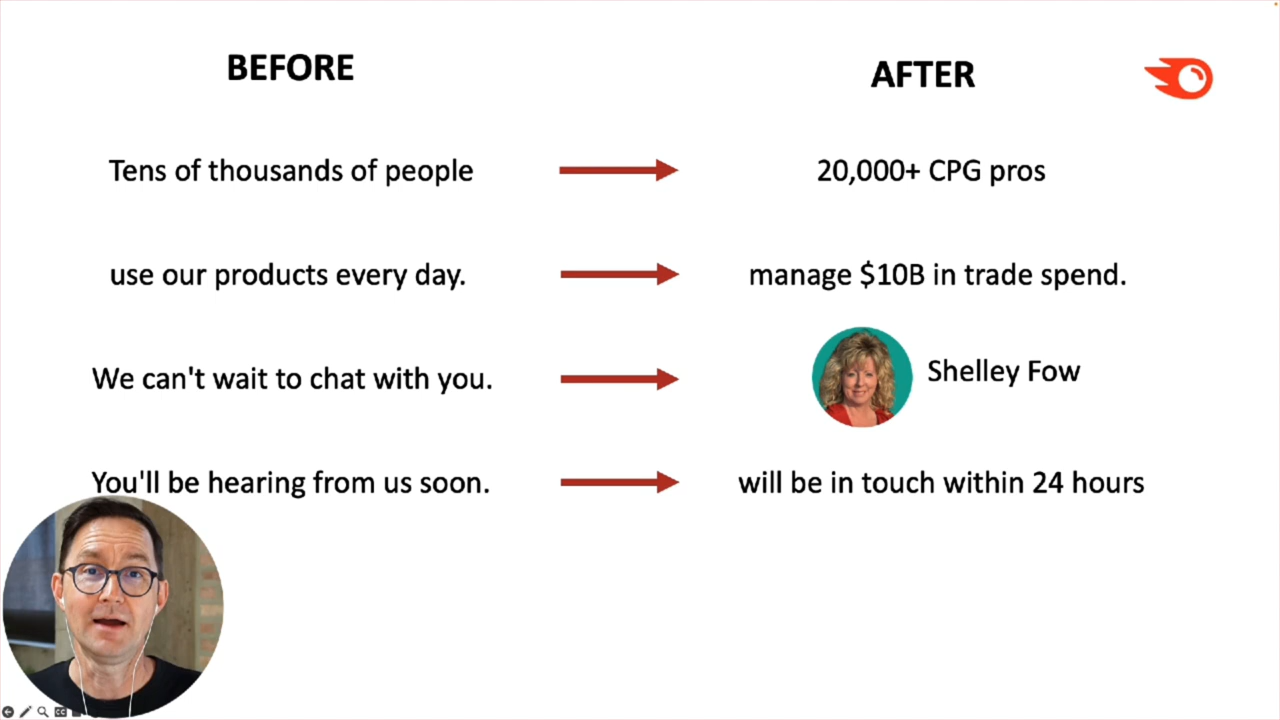 BEFORE
AFTER
Tens of thousands of people
20,000+ CPG pros
use our products every day.
manage $10B in trade spend.
We can't wait to chat with you.
Shelley Fow
You'll be hearing from us soon.
will be in touch within 24 hours